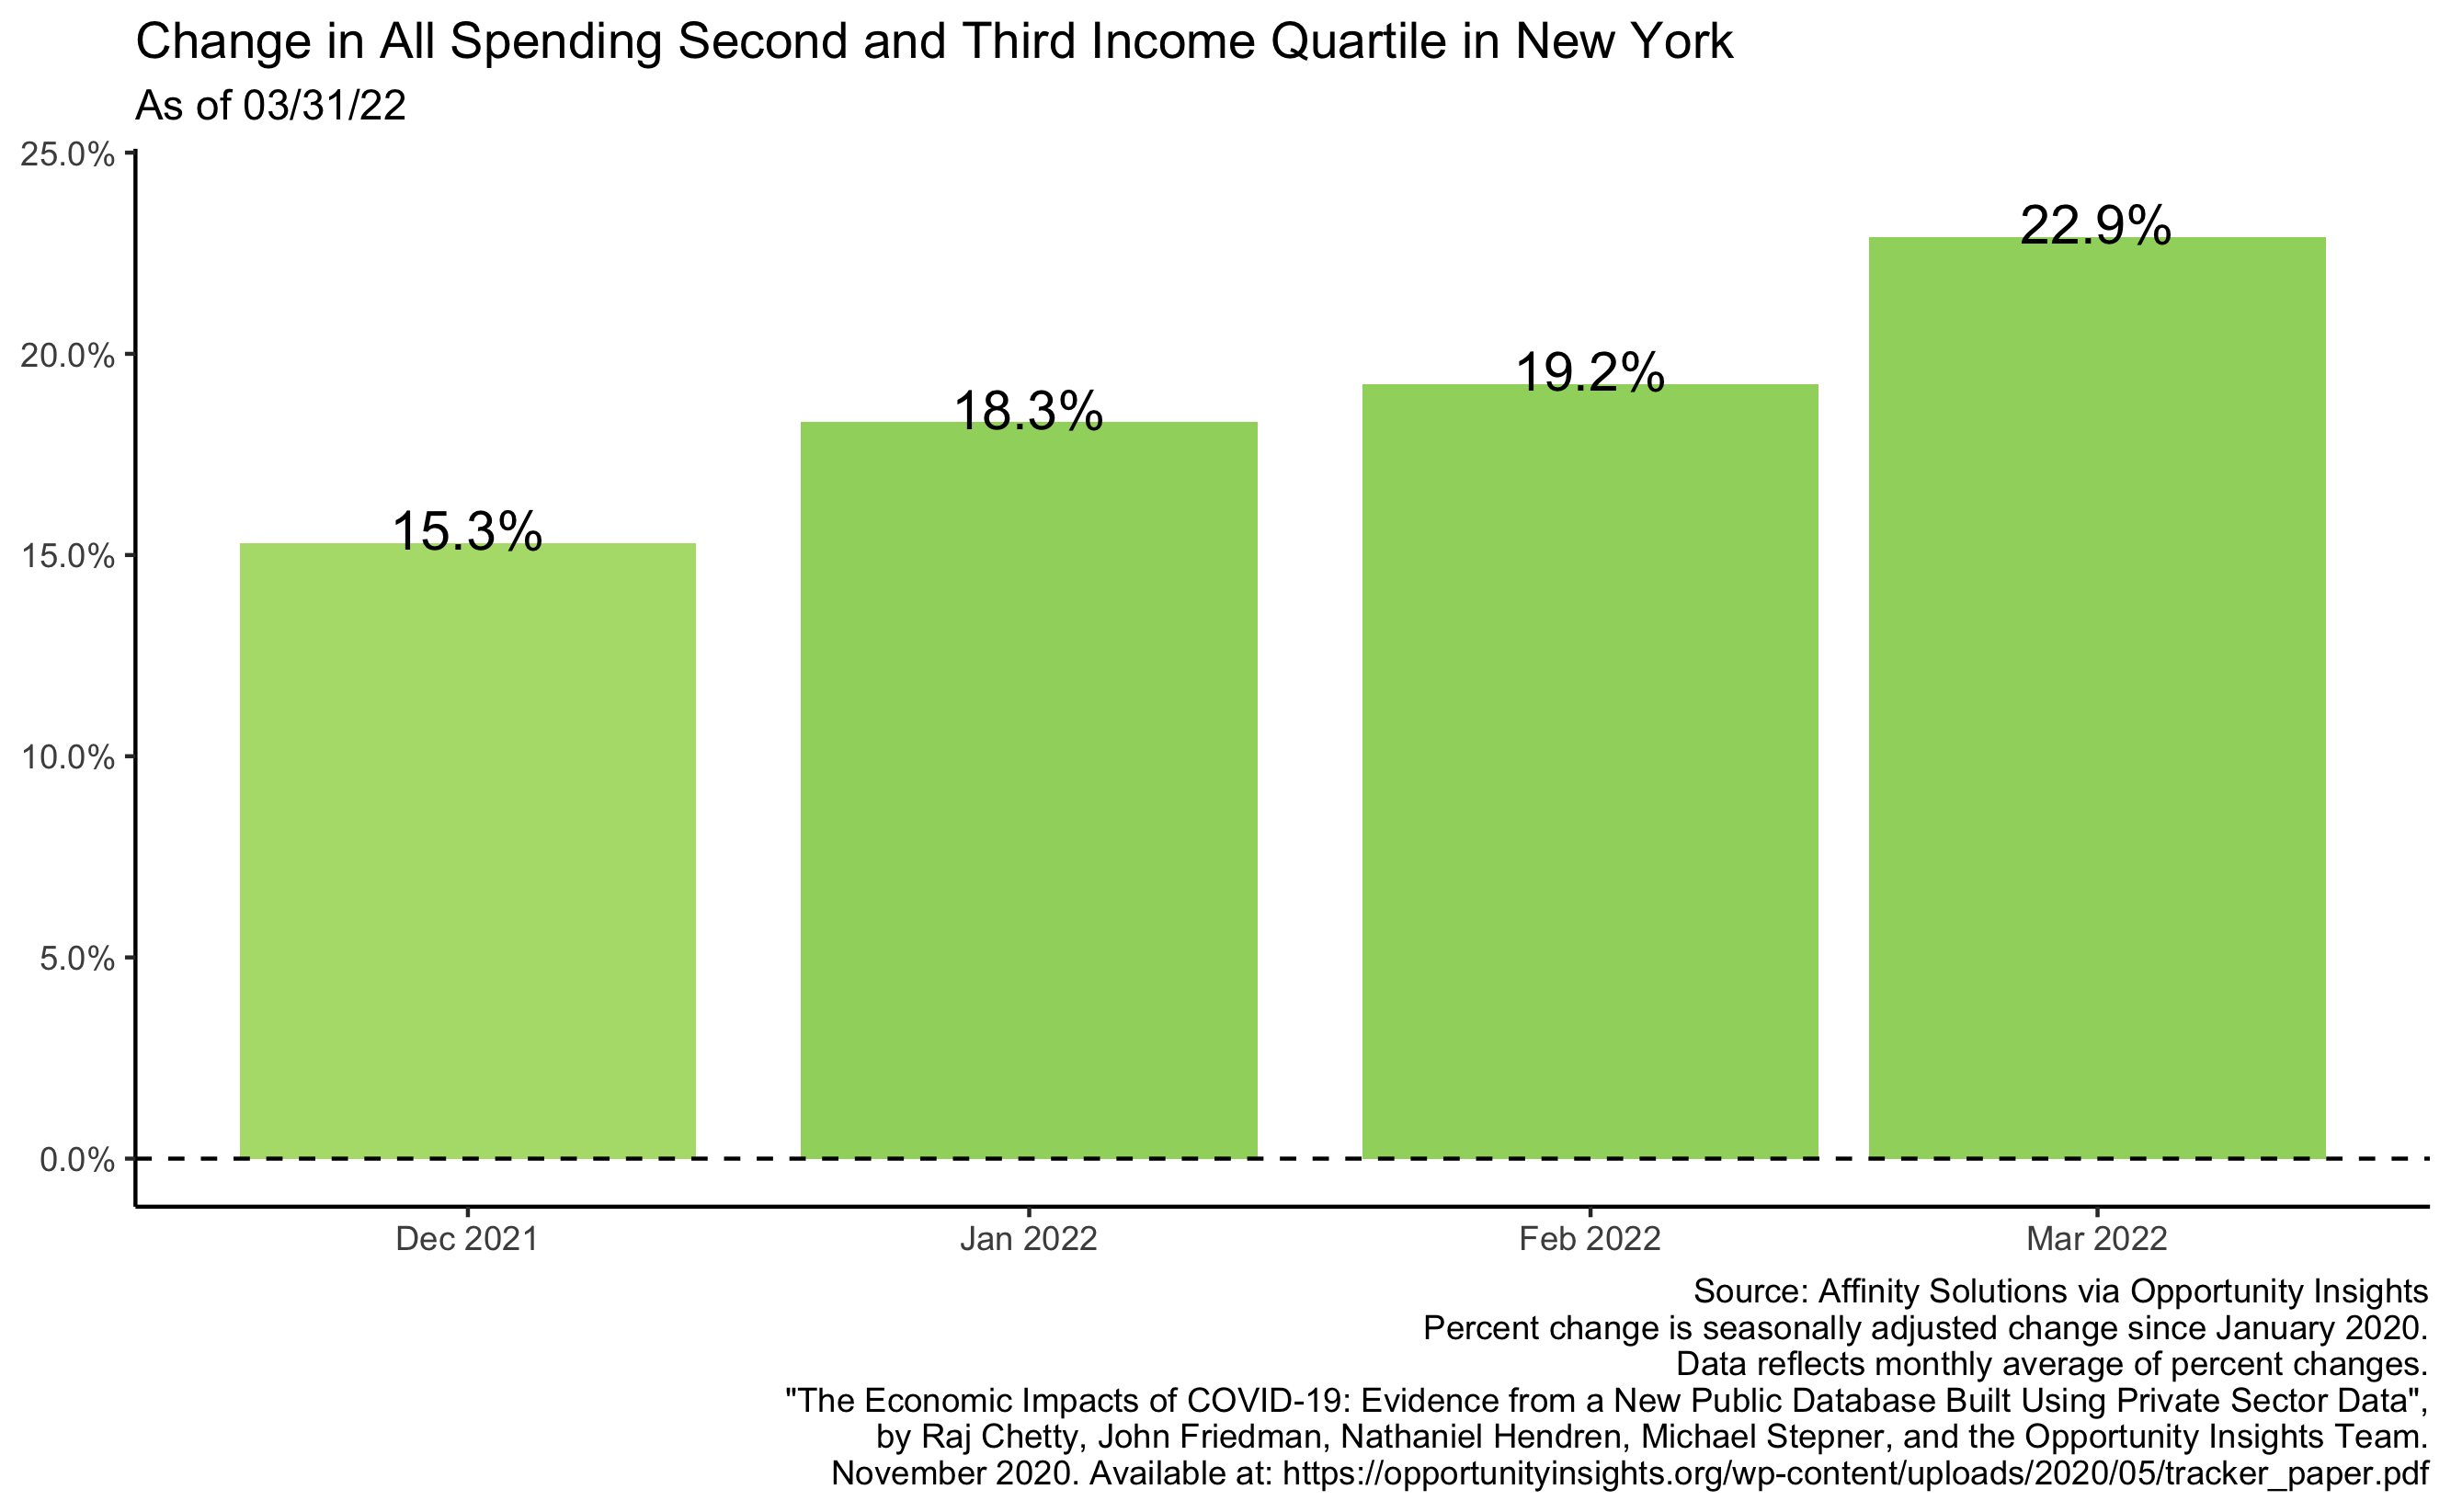 Change in All Spending Second and Third Income Quartile in New York
As of 03/31/22
25.0%
20.0%
15.0%
10.0%
5.0%
0.0%
15.3%
18.3%
19.2%
22.9%
Dec 2021
Jan 2022
Feb 2022
Mar 2022
Source: Affinity Solutions via Opportunity Insights
Percent change is seasonally adjusted change since January 2020.
Data reflects monthly average of percent changes.
"The Economic Impacts of COVID-19: Evidence from a New Public Database Built Using Private Sector Data",
by Raj Chetty, John Friedman, Nathaniel Hendren, Michael Stepner, and the Opportunity Insights Team.
November 2020. Available at: https://opportunityinsights.org/wp-content/uploads/2020/05/tracker_paper.pdf